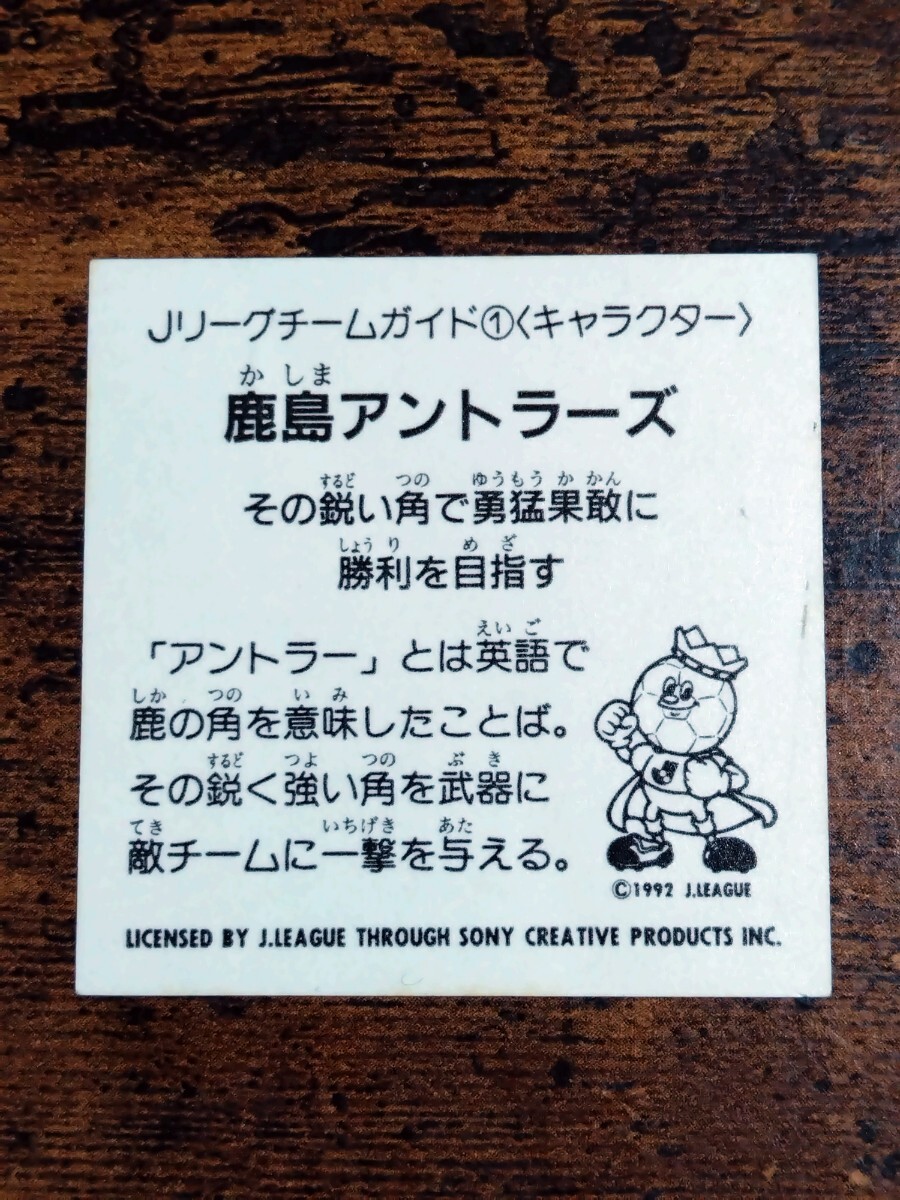 Jリーグチームガイド①〈キャラクター〉
かしま
鹿島アントラーズ
するど つの ゆうもうかかん
その鋭い角で勇猛果敢に
しょうり めざ
勝利を目指す
えいご
「アントラー」とは英語で
しか つの いみ
鹿の角を意味したことば。
するど つよ つの ぶき
その鋭く強い角を武器に
てき いちげき あた
敵チームに一撃を与える。
J
©1992 J.LEAGUE
LICENSED BY J.LEAGUE THROUGH SONY CREATIVE PRODUCTS INC.